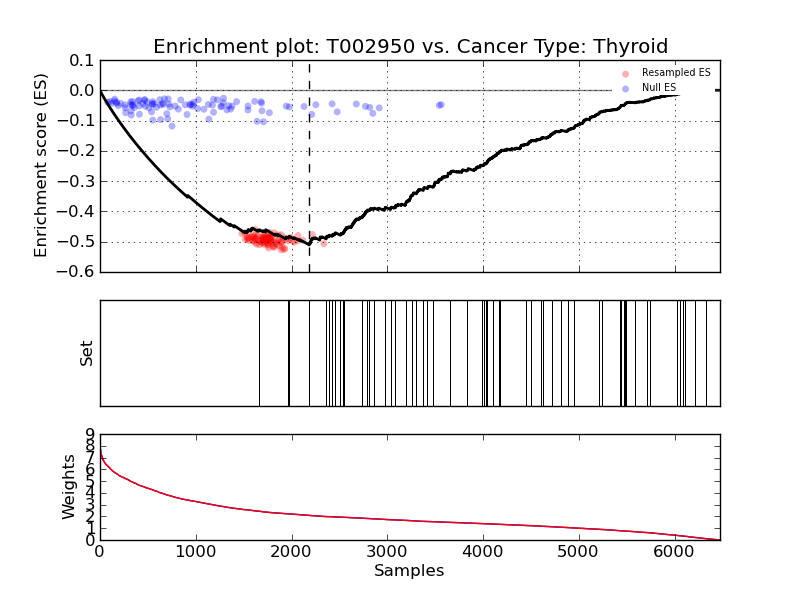 Enrichment plot: T002950 vs. Cancer Type: Thyroid
Enrichment score (ES)
0.1
0.0
−0.1
−0.2
−0.3
−0.4
−0.5
−0.6
Resampled ES
Null ES
Set
Weights
9
8
7
6
5
4
3
2
1
0
0 1000 2000 3000 4000 5000 6000
Samples